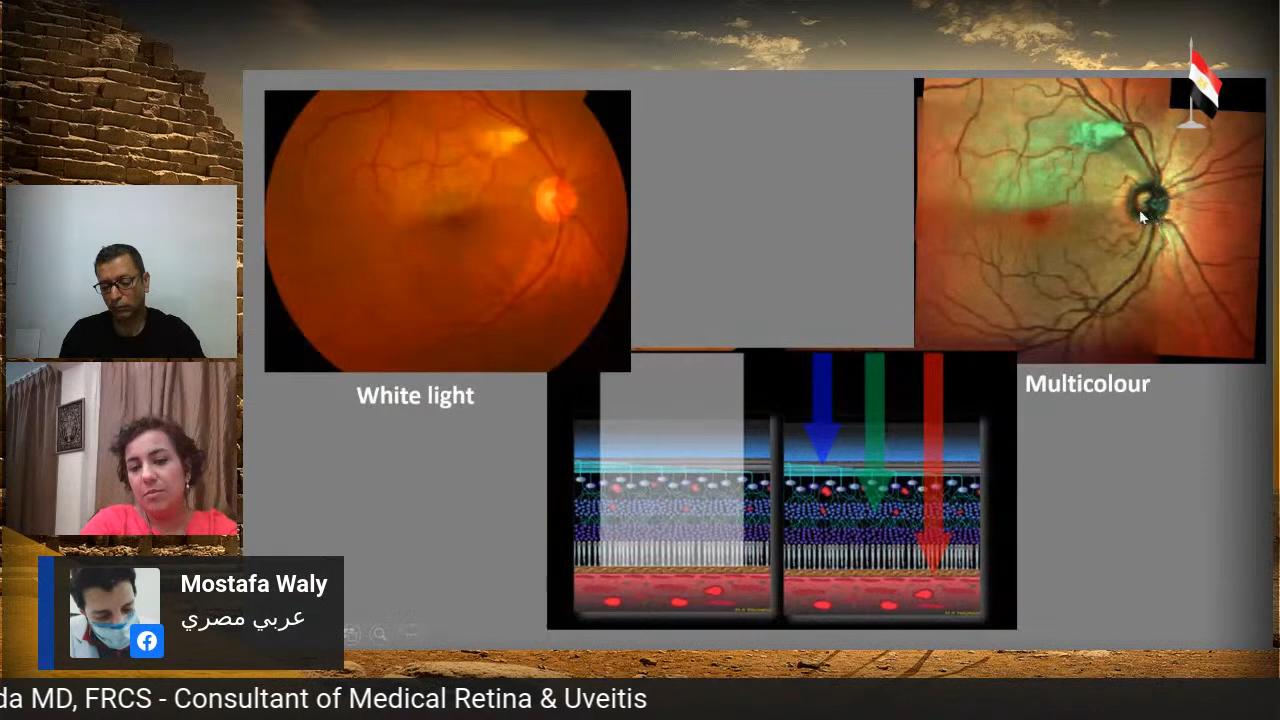 White light
Multicolour
Mostafa Waly
عربي مصري
da MD, FRCS - Consultant of Medical Retina & Uveitis